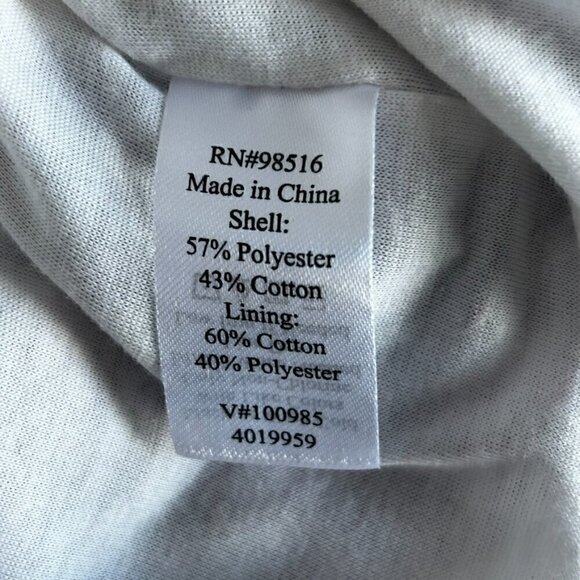 RN#98516
Made in China
Shell:
57% Polyester
43% Cotton
Lining:
60% Cotton
40% Polyester
V#100985
4019959